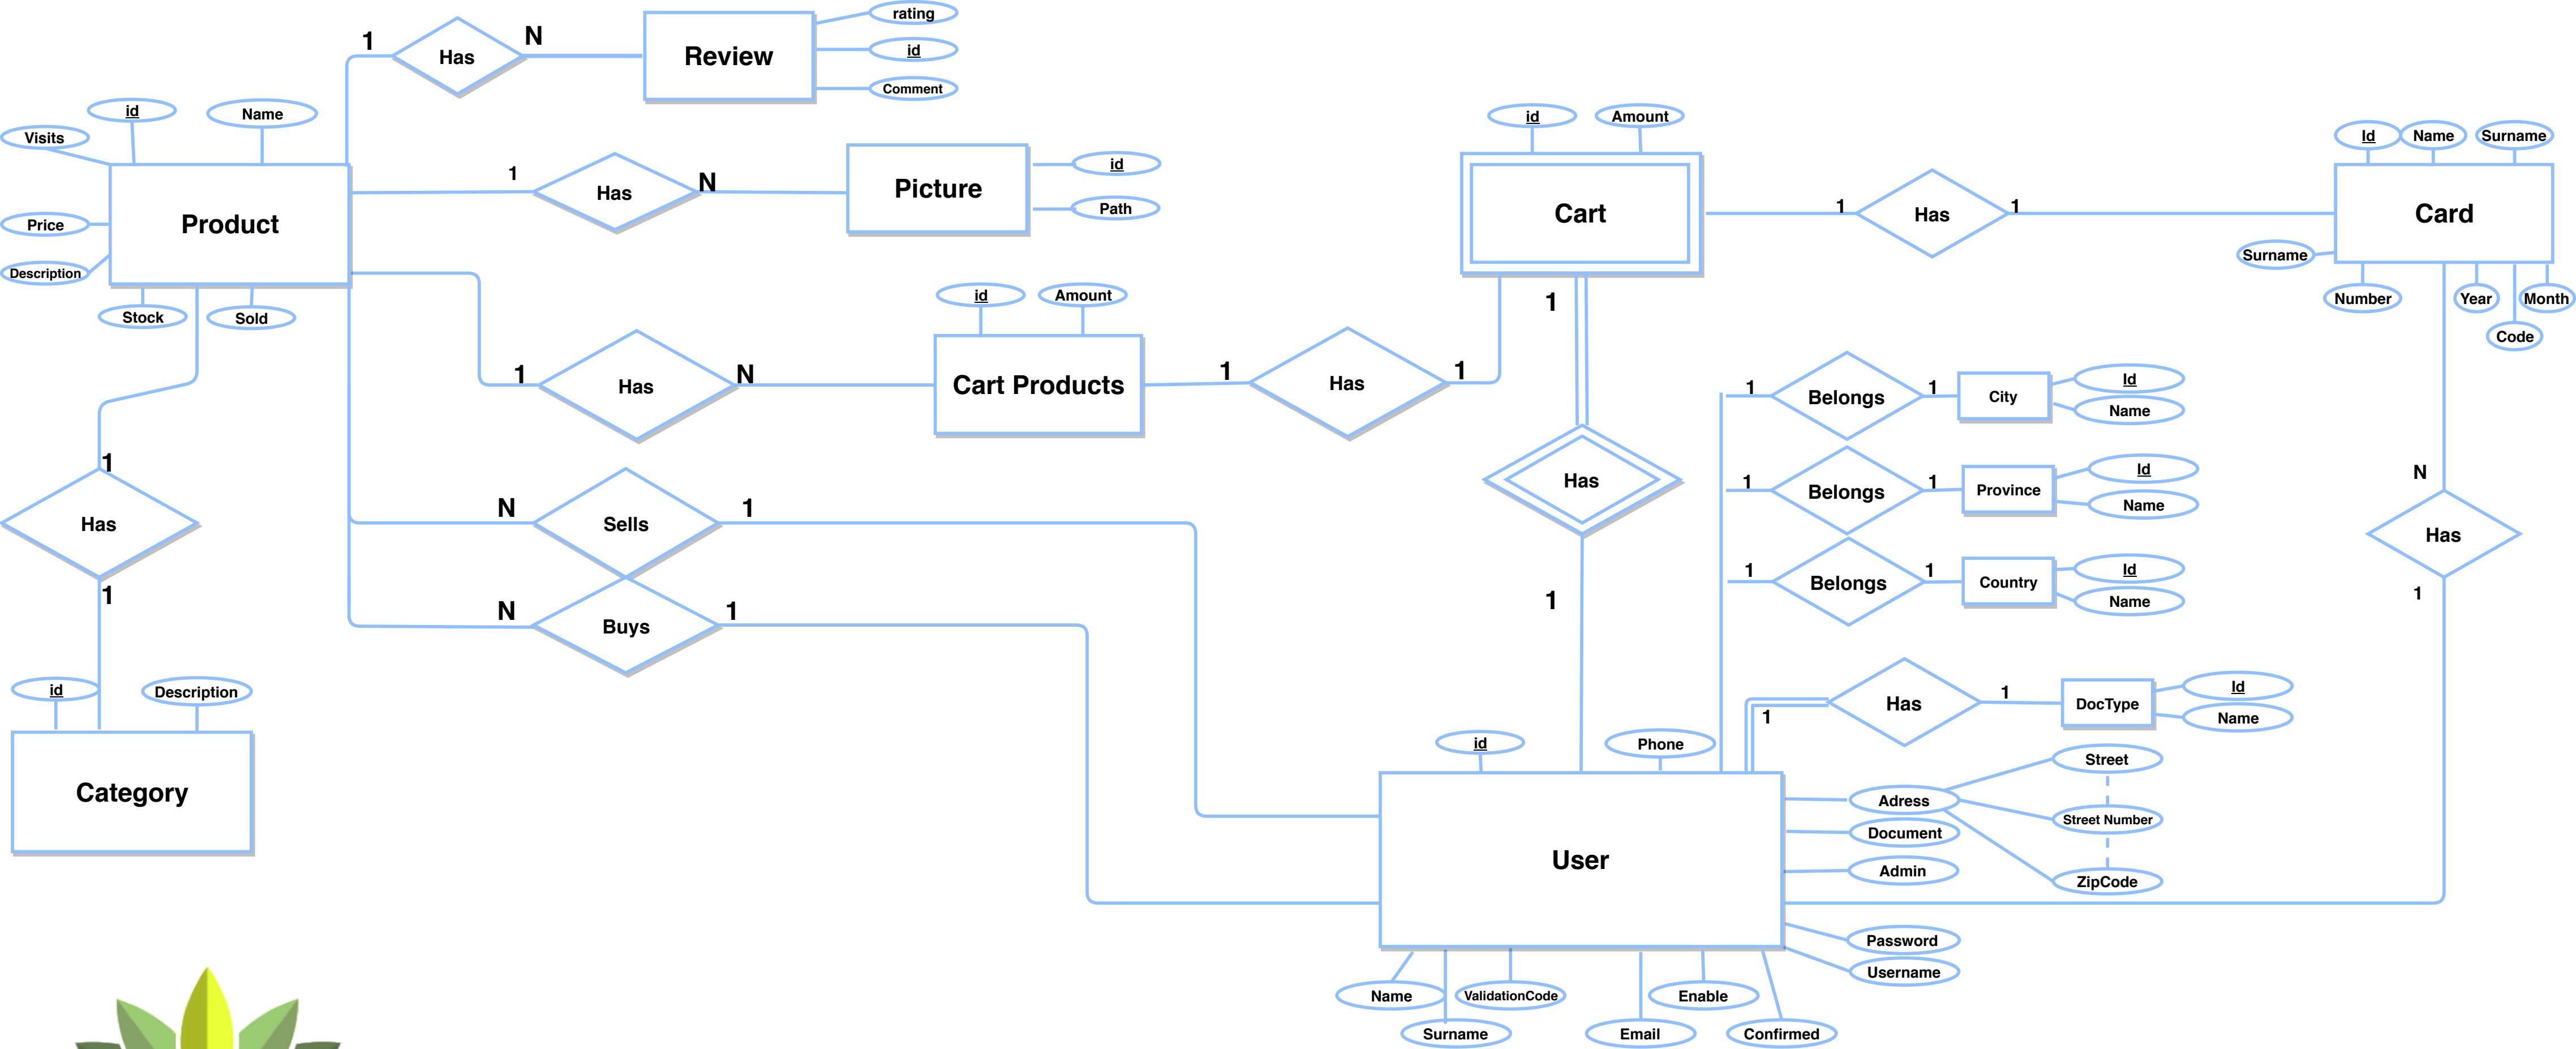 rating
1
Has
N
Review
id
Comment
id
Name
Visits
Product
Price
Description
Stock
Sold
1
Has
N
Picture
id
Path
id
Amount
Cart
1
Has
1
Id
Name
Surname
Card
Surname
Number
Year
Month
Code
id
Amount
1
Has
N
Cart Products
1
Has
1
1
Has
1
1
Belongs
1
City
Id
Name
1
Belongs
1
Province
Id
Name
1
Belongs
1
Country
Id
Name
N
Has
1
1
Has
1
N
Sells
1
N
Buys
1
id
Description
Category
1
Has
1
DocType
Id
Name
id
Phone
User
Adress
Street
Street Number
ZipCode
Document
Admin
Password
Username
Name
ValidationCode
Surname
Email
Enable
Confirmed